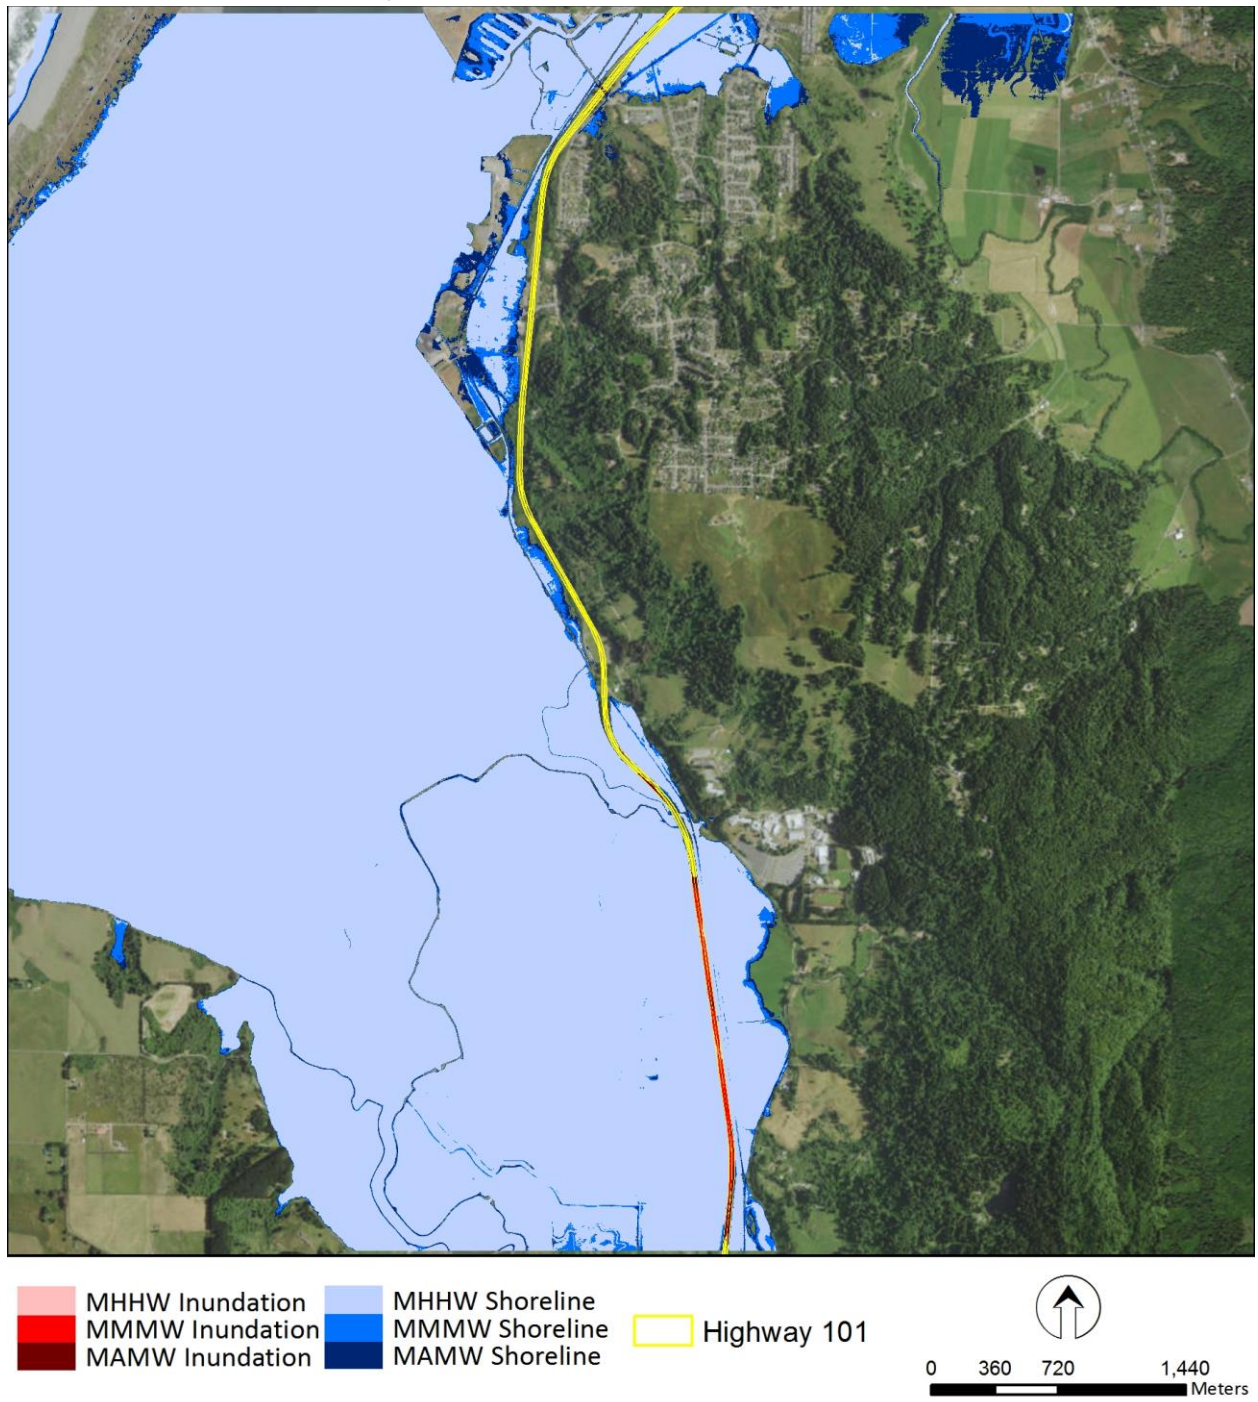 MHHW Inundation
MMMW Inundation
MAMW Inundation
MHHW Shoreline
MMMW Shoreline
MAMW Shoreline
Highway 101
0 360 720 1,440
Meters